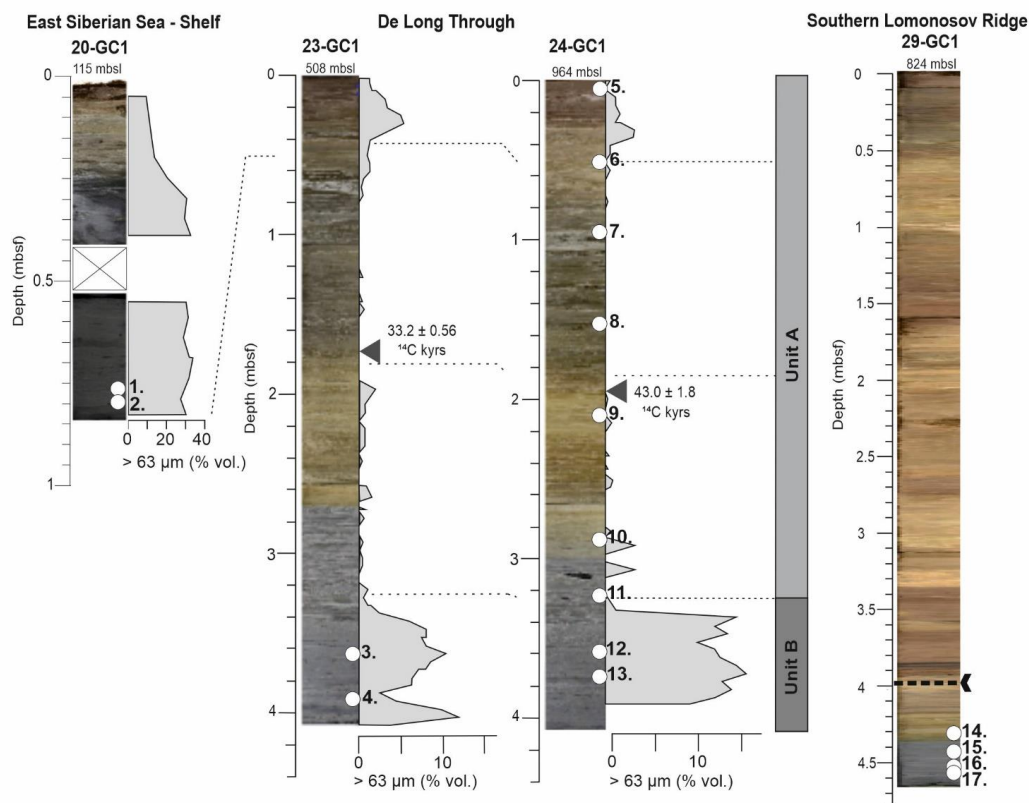 East Siberian Sea - Shelf
20-GC1
115 mbsl
0
0.5
1
Depth (mbsf)
1.
2.
0 20 40
> 63 µm (% vol.)
De Long Through
23-GC1
508 mbsl
0
1
2
3
4
Depth (mbsf)
33.2 ± 0.56
¹⁴C kyrs
3.
4.
0 10
> 63 µm (% vol.)
24-GC1
964 mbsl
0
1
2
3
4
5.
6.
7.
8.
43.0 ± 1.8
¹⁴C kyrs
9.
10.
11.
12.
13.
0 10
> 63 µm (% vol.)
Unit A
Unit B
Southern Lomonosov Ridge
29-GC1
824 mbsl
0
0.5
1
1.5
2
2.5
3
3.5
4
4.5
Depth (mbsf)
14.
15.
16.
17.